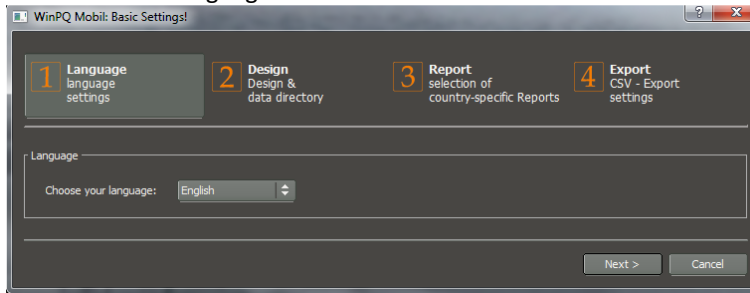 WinPQ Mobil: Basic Settings!
1 Language
language
settings
2 Design
Design &
data directory
3 Report
selection of
country-specific Reports
4 Export
CSV - Export
settings
Language
Choose your language: English
Next > Cancel